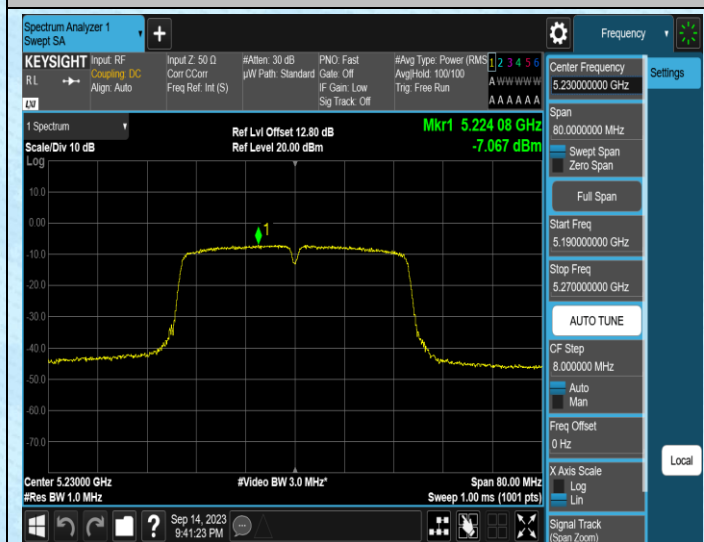 Spectrum Analyzer 1
Swept SA
Frequency
KEYSIGHT
RL
LXI
Input: RF
Coupling: DC
Align: Auto
Input Z: 50 Ω
Corr CCorr
Freq Ref: Int (S)
#Atten: 30 dB
µW Path: Standard
PNO: Fast
Gate: Off
IF Gain: Low
Sig Track: Off
#Avg Type: Power (RMS
Avg|Hold: 100/100
Trig: Free Run
1 2 3 4 5 6
A W W W W W
A A A A A A
1 Spectrum
Scale/Div 10 dB
Log
Ref Lvl Offset 12.80 dB
Ref Level 20.00 dBm
Mkr1 5.224 08 GHz
-7.067 dBm
10.0
0.00
-10.0
-20.0
-30.0
-40.0
-50.0
-60.0
-70.0
1
Center 5.23000 GHz
#Res BW 1.0 MHz
#Video BW 3.0 MHz*
Span 80.00 MHz
Sweep 1.00 ms (1001 pts)
?
Sep 14, 2023
9:41:23 PM
Center Frequency
5.230000000 GHz
Settings
Span
80.0000000 MHz
Swept Span
Zero Span
Full Span
Start Freq
5.190000000 GHz
Stop Freq
5.270000000 GHz
AUTO TUNE
CF Step
8.000000 MHz
Auto
Man
Freq Offset
0 Hz
X Axis Scale
Log
Lin
Local
Signal Track
(Span Zoom)